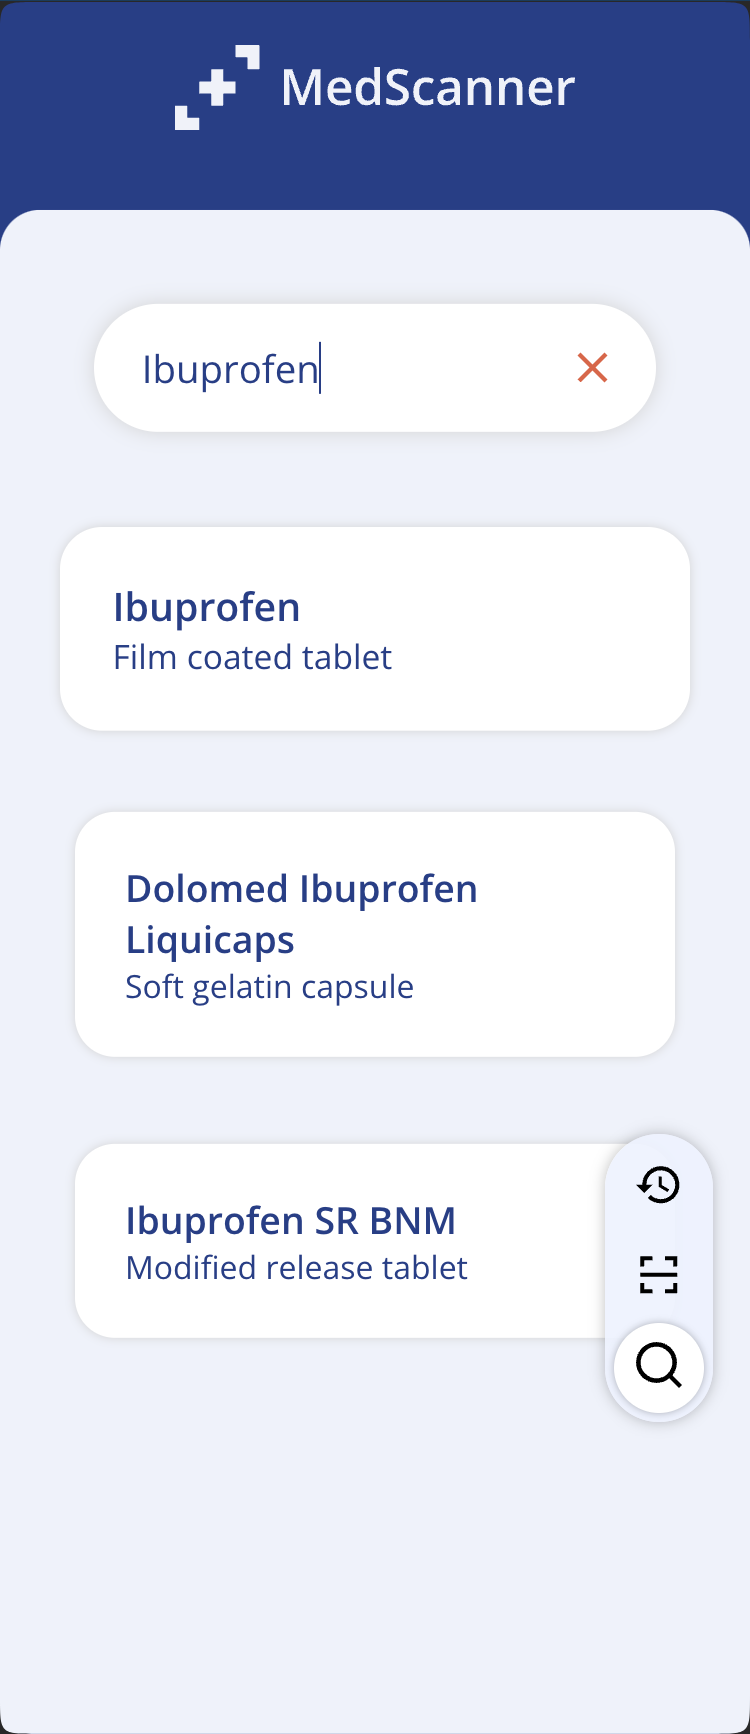 MedScanner
Ibuprofen
Ibuprofen
Film coated tablet
Dolomed Ibuprofen
Liquicaps
Soft gelatin capsule
Ibuprofen SR BNM
Modified release tablet